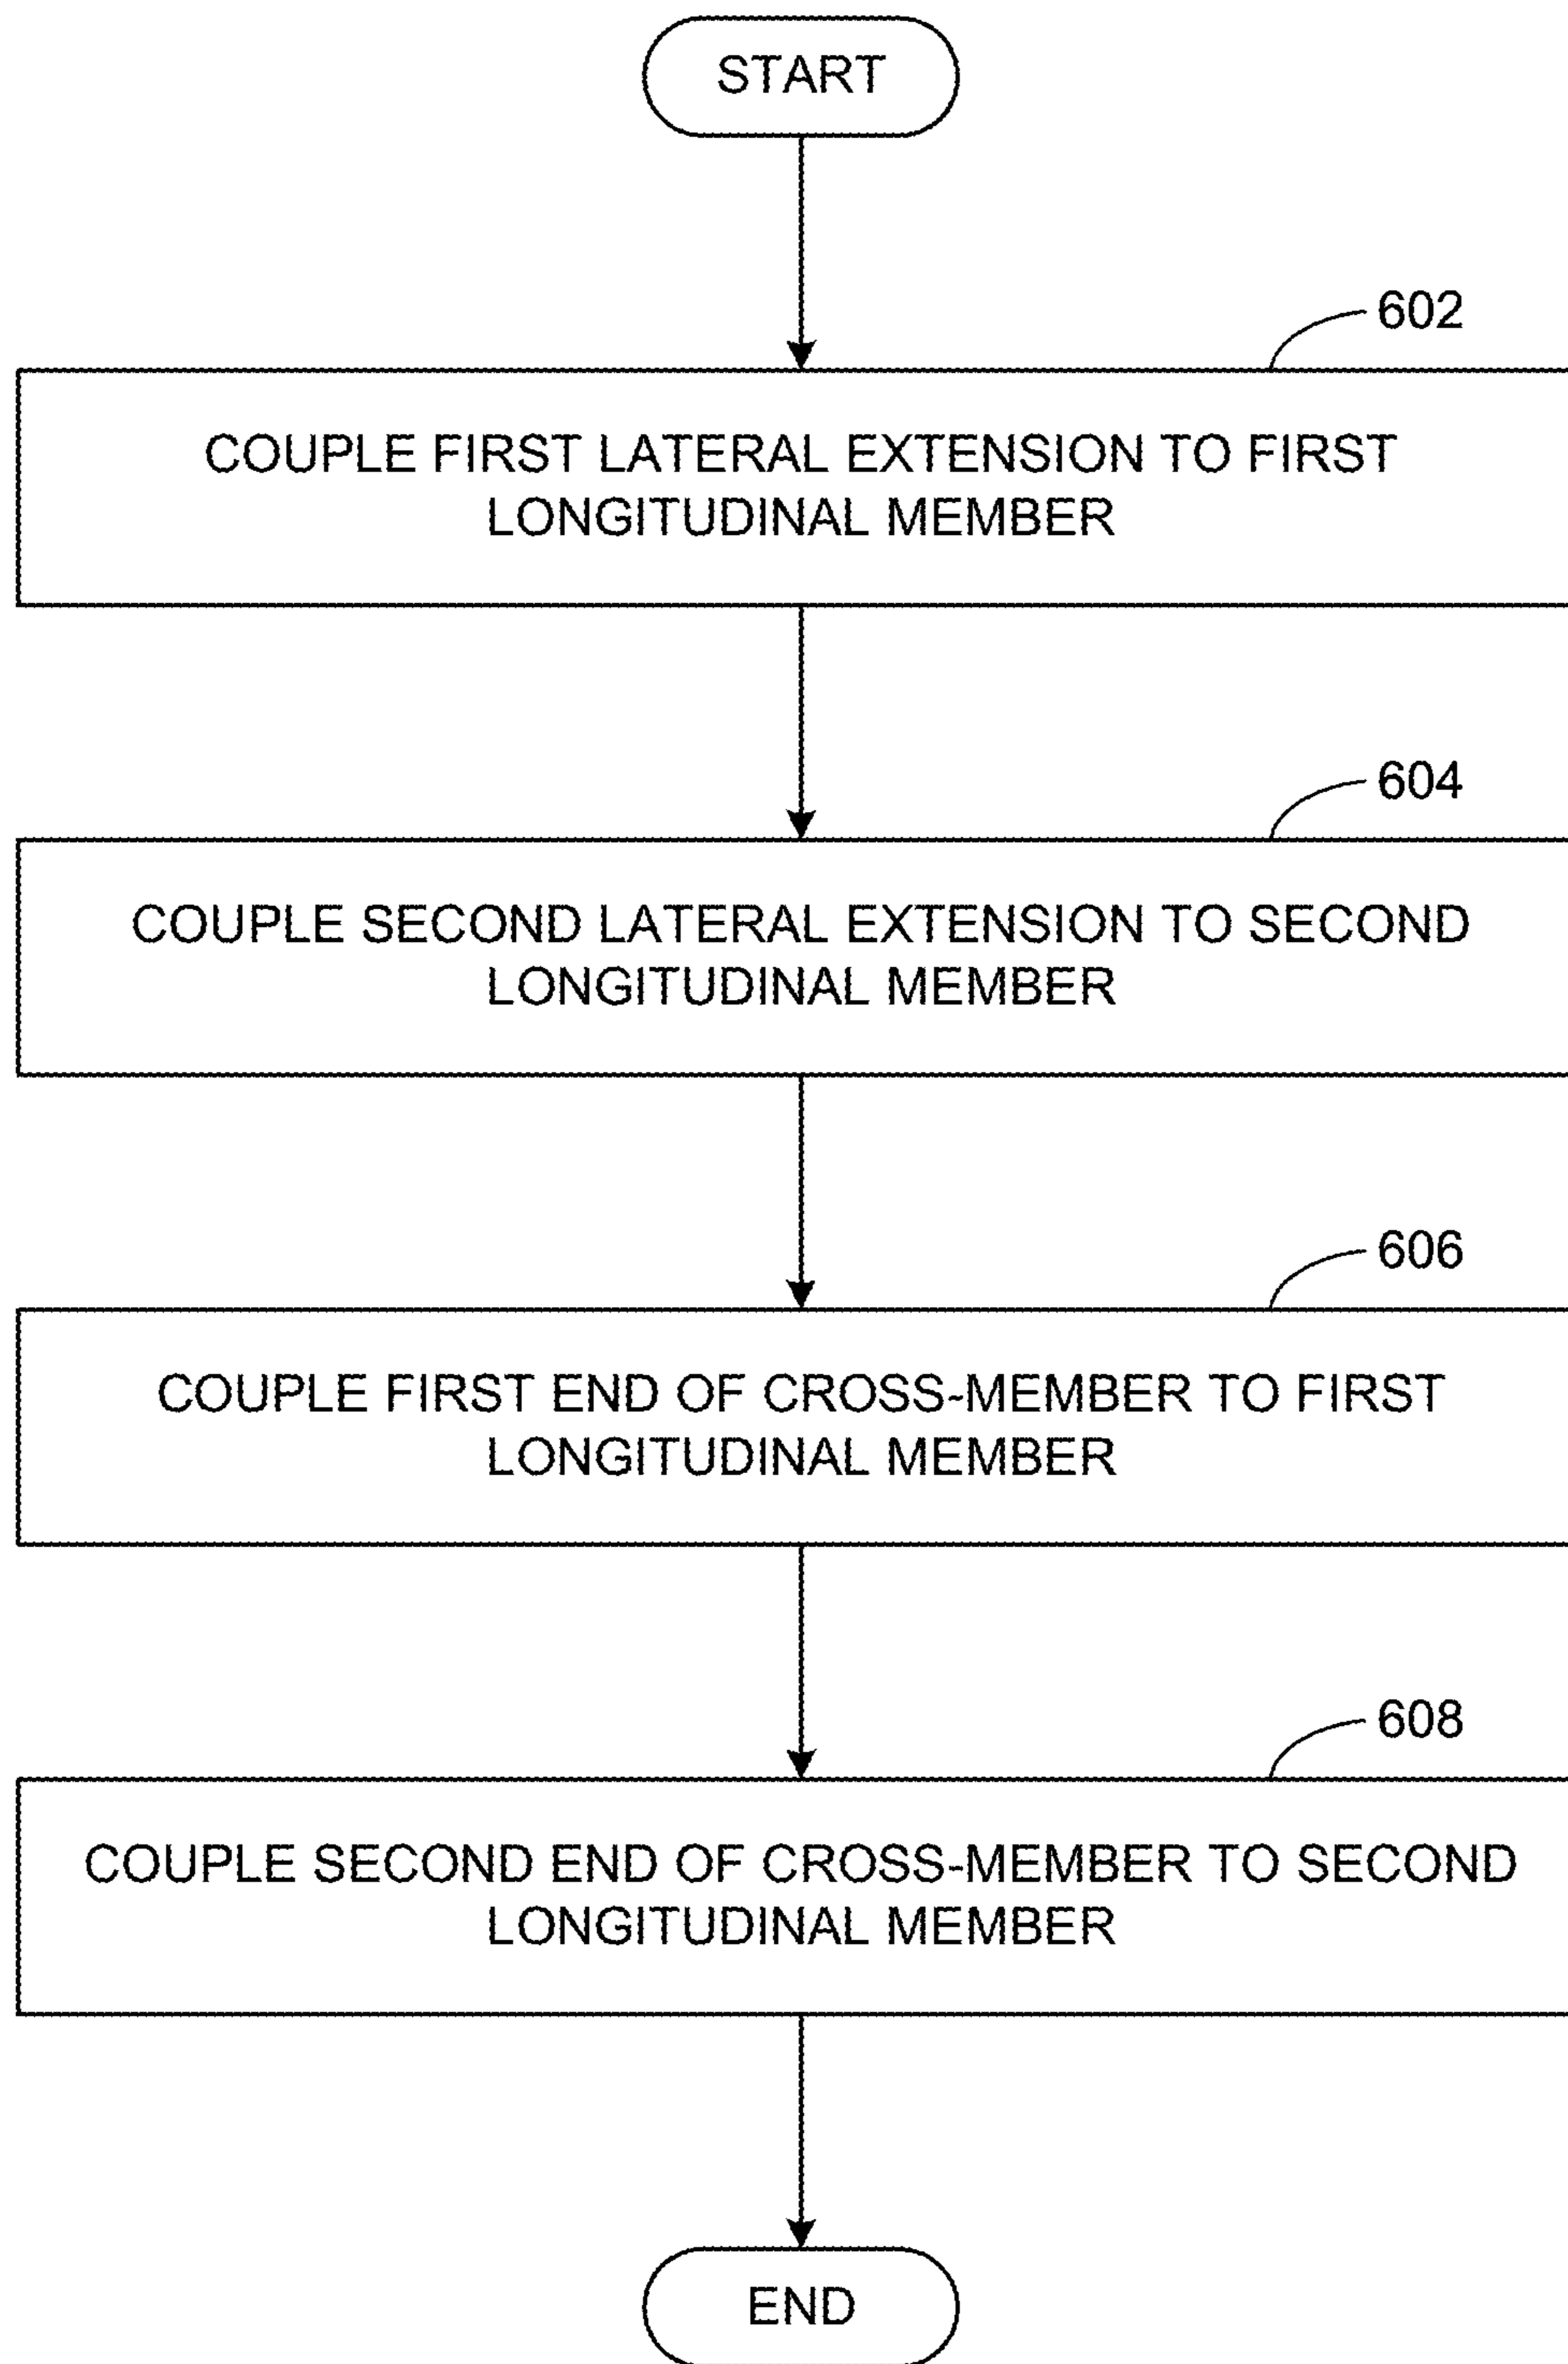 START
602
COUPLE FIRST LATERAL EXTENSION TO FIRST
LONGITUDINAL MEMBER
604
COUPLE SECOND LATERAL EXTENSION TO SECOND
LONGITUDINAL MEMBER
606
COUPLE FIRST END OF CROSS-MEMBER TO FIRST
LONGITUDINAL MEMBER
608
COUPLE SECOND END OF CROSS-MEMBER TO SECOND
LONGITUDINAL MEMBER
END